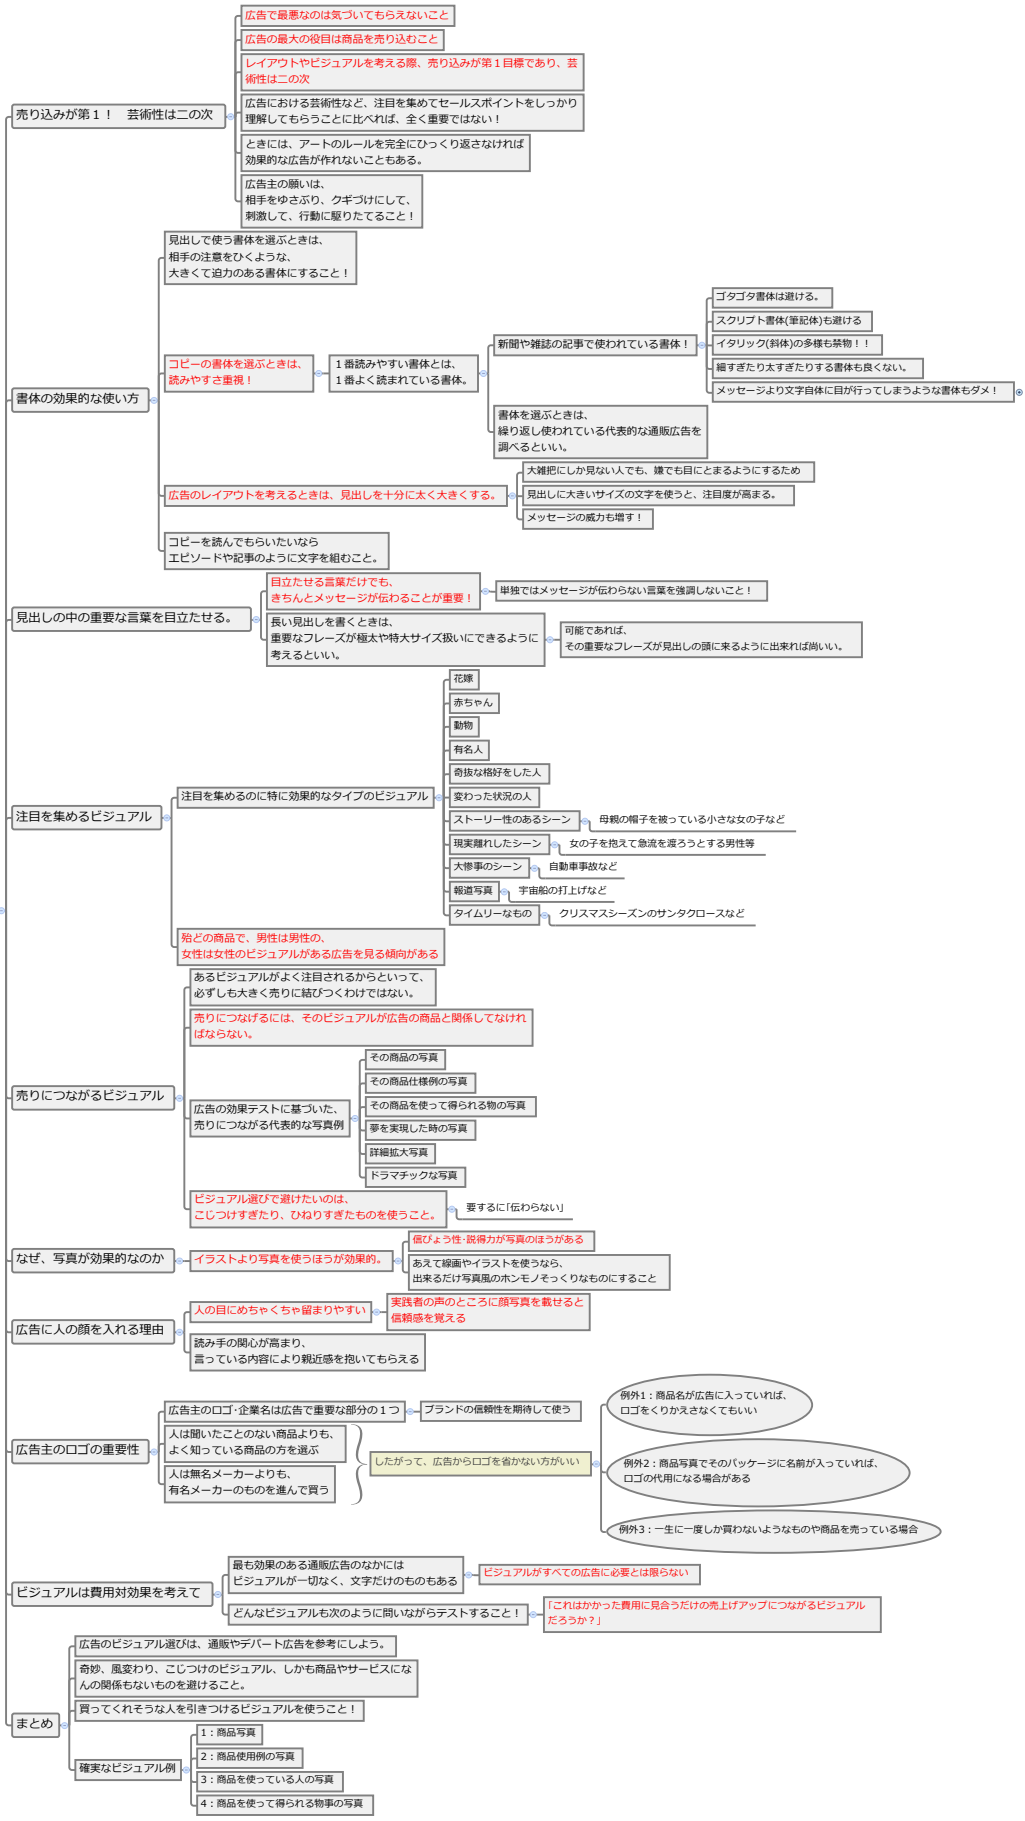 売り込みが第１！　芸術性は二の次
広告で最悪なのは気づいてもらえないこと
広告の最大の役目は商品を売り込むこと
レイアウトやビジュアルを考える際、売り込みが第１目標であり、芸
術性は二の次
広告における芸術性など、注目を集めてセールスポイントをしっかり
理解してもらうことに比べれば、全く重要ではない！
ときには、アートのルールを完全にひっくり返さなければ
効果的な広告が作れないこともある。
広告主の願いは、
相手をゆさぶり、クギづけにして、
刺激して、行動に駆りたてること！
書体の効果的な使い方
見出しで使う書体を選ぶときは、
相手の注意をひくような、
大きくて迫力のある書体にすること！
コピーの書体を選ぶときは、
読みやすさ重視！
１番読みやすい書体とは、
１番よく読まれている書体。
新聞や雑誌の記事で使われている書体！
ゴタゴタ書体は避ける。
スクリプト書体(筆記体)も避ける
イタリック(斜体)の多様も禁物！！
細すぎたり太すぎたりする書体も良くない。
メッセージより文字自体に目が行ってしまうような書体もダメ！
書体を選ぶときは、
繰り返し使われている代表的な通販広告を
調べるといい。
広告のレイアウトを考えるときは、見出しを十分に太く大きくする。
大雑把にしか見ない人でも、嫌でも目にとまるようにするため
見出しに大きいサイズの文字を使うと、注目度が高まる。
メッセージの威力も増す！
コピーを読んでもらいたいなら
エピソードや記事のように文字を組むこと。
見出しの中の重要な言葉を目立たせる。
目立たせる言葉だけでも、
きちんとメッセージが伝わることが重要！
単独ではメッセージが伝わらない言葉を強調しないこと！
長い見出しを書くときは、
重要なフレーズが極太や特大サイズ扱いにできるように
考えるといい。
可能であれば、
その重要なフレーズが見出しの頭に来るように出来れば尚いい。
注目を集めるビジュアル
注目を集めるのに特に効果的なタイプのビジュアル
花嫁
赤ちゃん
動物
有名人
奇抜な格好をした人
変わった状況の人
ストーリー性のあるシーン
母親の帽子を被っている小さな女の子など
現実離れしたシーン
女の子を抱えて急流を渡ろうとする男性等
大惨事のシーン
自動車事故など
報道写真
宇宙船の打上げなど
タイムリーなもの
クリスマスシーズンのサンタクロースなど
殆どの商品で、男性は男性の、
女性は女性のビジュアルがある広告を見る傾向がある
売りにつながるビジュアル
あるビジュアルがよく注目されるからといって、
必ずしも大きく売りに結びつくわけではない。
売りにつなげるには、そのビジュアルが広告の商品と関係してなけれ
ばならない。
広告の効果テストに基づいた、
売りにつながる代表的な写真例
その商品の写真
その商品仕様例の写真
その商品を使って得られる物の写真
夢を実現した時の写真
詳細拡大写真
ドラマチックな写真
ビジュアル選びで避けたいのは、
こじつけすぎたり、ひねりすぎたものを使うこと。
要するに「伝わらない」
なぜ、写真が効果的なのか
イラストより写真を使うほうが効果的。
信ぴょう性･説得力が写真のほうがある
あえて線画やイラストを使うなら、
出来るだけ写真風のホンモノそっくりなものにすること
広告に人の顔を入れる理由
人の目にめちゃくちゃ留まりやすい
実践者の声のところに顔写真を載せると
信頼感を覚える
読み手の関心が高まり、
言っている内容により親近感を抱いてもらえる
広告主のロゴの重要性
広告主のロゴ･企業名は広告で重要な部分の１つ
ブランドの信頼性を期待して使う
人は聞いたことのない商品よりも、
よく知っている商品の方を選ぶ
人は無名メーカーよりも、
有名メーカーのものを進んで買う
したがって、広告からロゴを省かない方がいい
例外1：商品名が広告に入っていれば、
ロゴをくりかえさなくてもいい
例外2：商品写真でそのパッケージに名前が入っていれば、
ロゴの代用になる場合がある
例外3：一生に一度しか買わないようなものや商品を売っている場合
ビジュアルは費用対効果を考えて
最も効果のある通販広告のなかには
ビジュアルが一切なく、文字だけのものもある
ビジュアルがすべての広告に必要とは限らない
どんなビジュアルも次のように問いながらテストすること！
「これはかかった費用に見合うだけの売上げアップにつながるビジュアル
だろうか？」
まとめ
広告のビジュアル選びは、通販やデパート広告を参考にしよう。
奇妙、風変わり、こじつけのビジュアル、しかも商品やサービスにな
んの関係もないものを避けること。
買ってくれそうな人を引きつけるビジュアルを使うこと！
確実なビジュアル例
1：商品写真
2：商品使用例の写真
3：商品を使っている人の写真
4：商品を使って得られる物事の写真